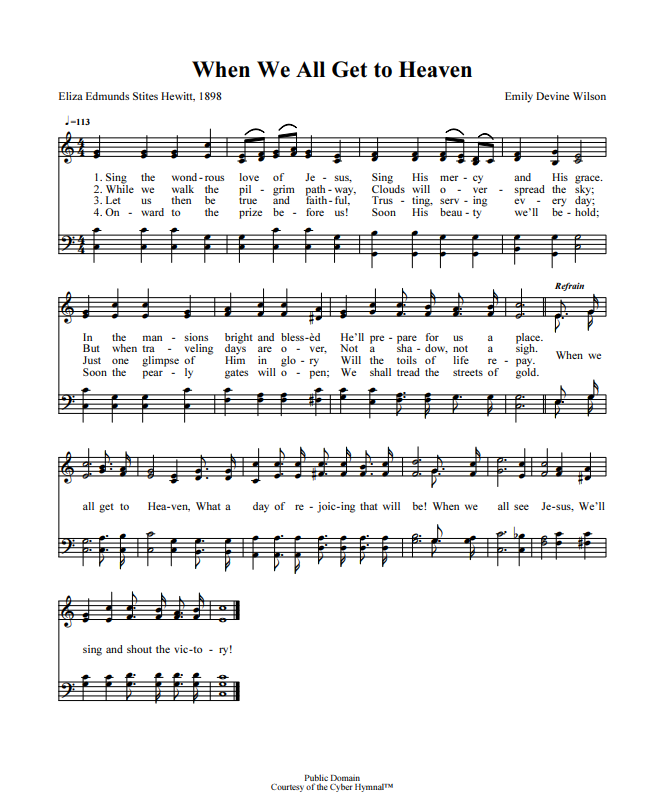 When We All Get to Heaven
Eliza Edmunds Stites Hewitt, 1898 Emily Devine Wilson
♩=113
1. Sing the wond-rous love of Je-sus, Sing His mer-cy and His grace.
2. While we walk the pil-grim path-way, Clouds will o-ver-spread the sky;
3. Let us then be true and faith-ful, Trus-ting, serv-ing ev-ery day;
4. On-ward to the prize be-fore us! Soon His beau-ty we'll be-hold;
Refrain
In the man-sions bright and bless-èd He'll pre-pare for us a place.
But when tra-veling days are o-ver, Not a sha-dow, not a sigh.
When we
Just one glimpse of Him in glo-ry Will the toils of life re-pay.
Soon the pear-ly gates will o-pen; We shall tread the streets of gold.
all get to Hea-ven, What a day of re-joic-ing that will be! When we all see Je-sus, We'll
sing and shout the vic-to-ry!
Public Domain
Courtesy of the Cyber Hymnal™